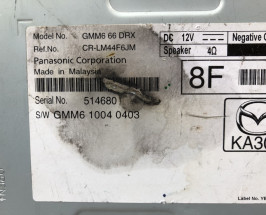 Model No. GMM6 66 DRX
Ref No. CR-LM44F6JM
Panasonic Corporation
Made in Malaysia
Serial No. 514680
S/W GMM6 1004 0403
DC 12V
Negative
Speaker 4Ω
8F
KA30
Label No.